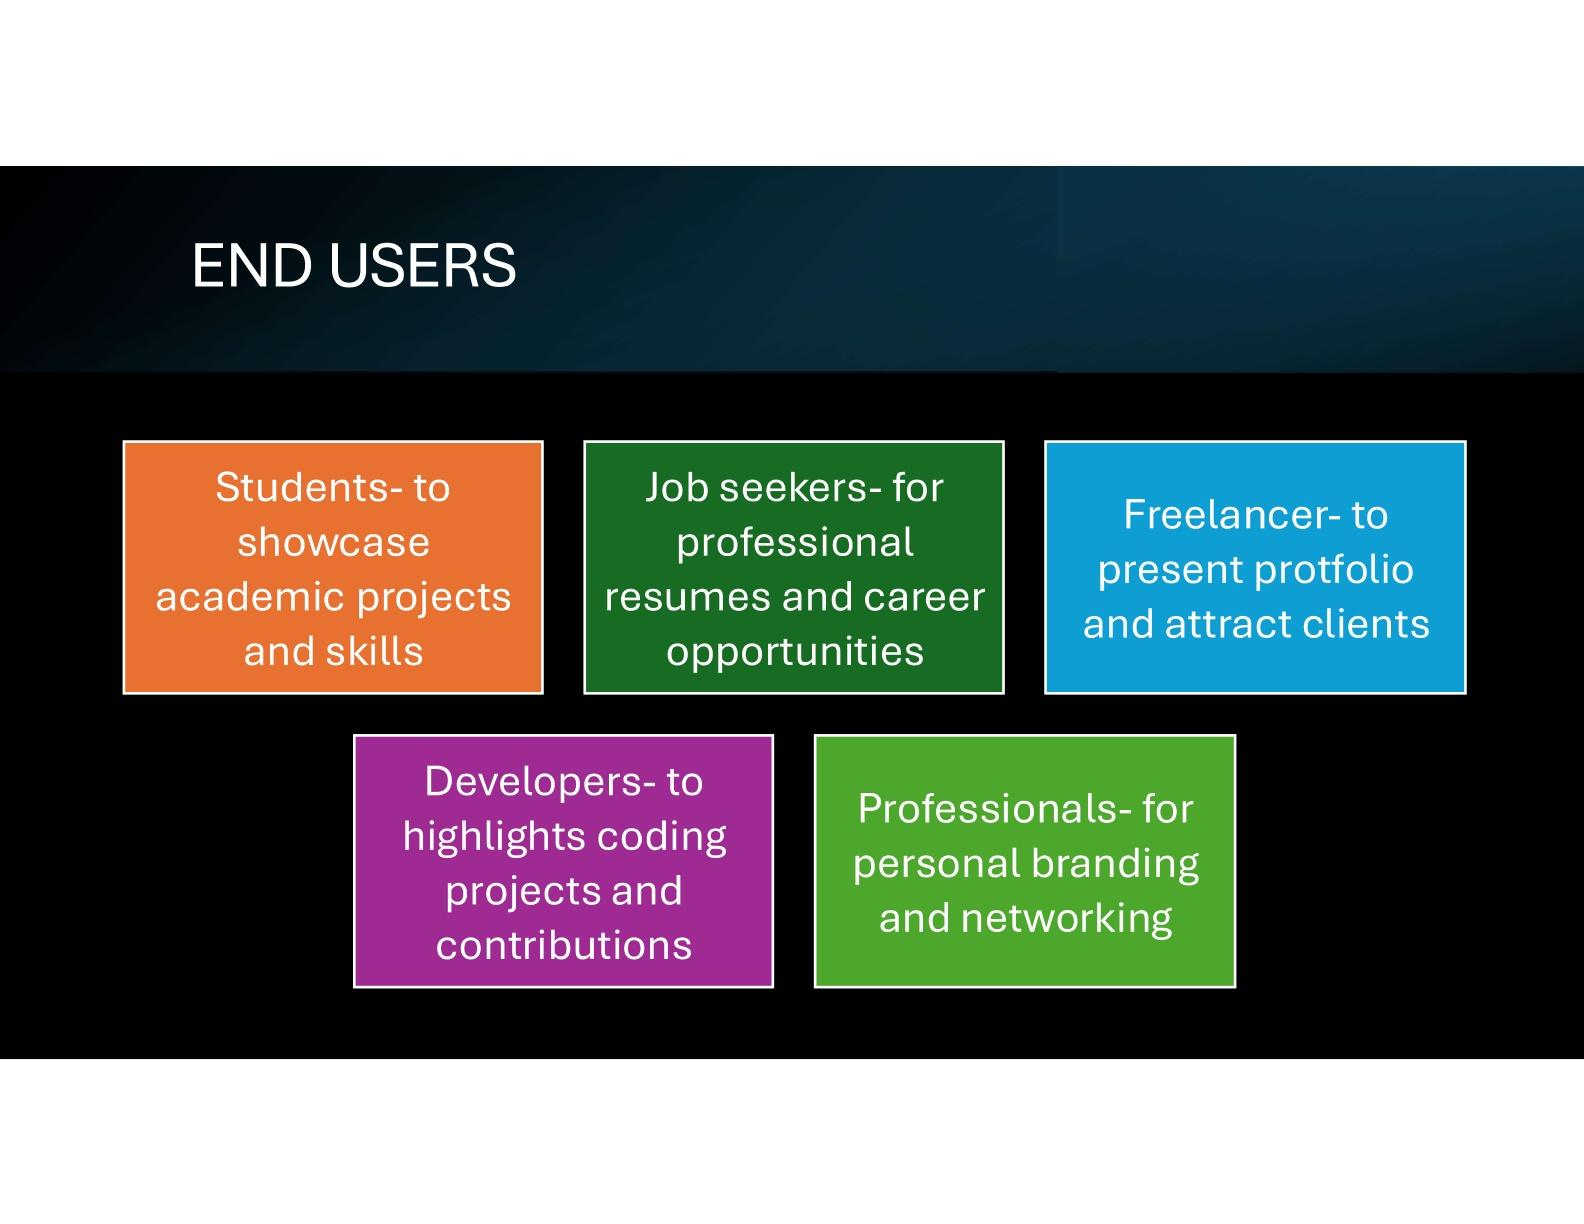 END USERS
Students- to
showcase
academic projects
and skills
Job seekers- for
professional
resumes and career
opportunities
Freelancer- to
present protfolio
and attract clients
Developers- to
highlights coding
projects and
contributions
Professionals- for
personal branding
and networking